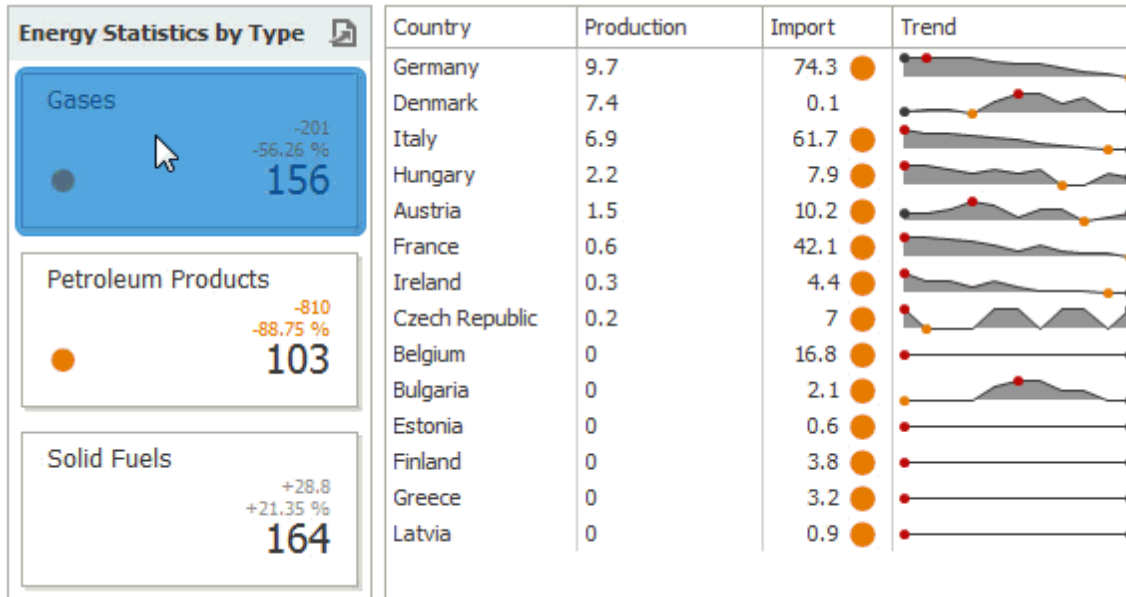 Energy Statistics by Type
Gases
-201
-56.26 %
156
Petroleum Products
-810
-88.75 %
103
Solid Fuels
+28.8
+21.35 %
164
Country Production Import Trend
Germany 9.7 74.3
Denmark 7.4 0.1
Italy 6.9 61.7
Hungary 2.2 7.9
Austria 1.5 10.2
France 0.6 42.1
Ireland 0.3 4.4
Czech Republic 0.2 7
Belgium 0 16.8
Bulgaria 0 2.1
Estonia 0 0.6
Finland 0 3.8
Greece 0 3.2
Latvia 0 0.9